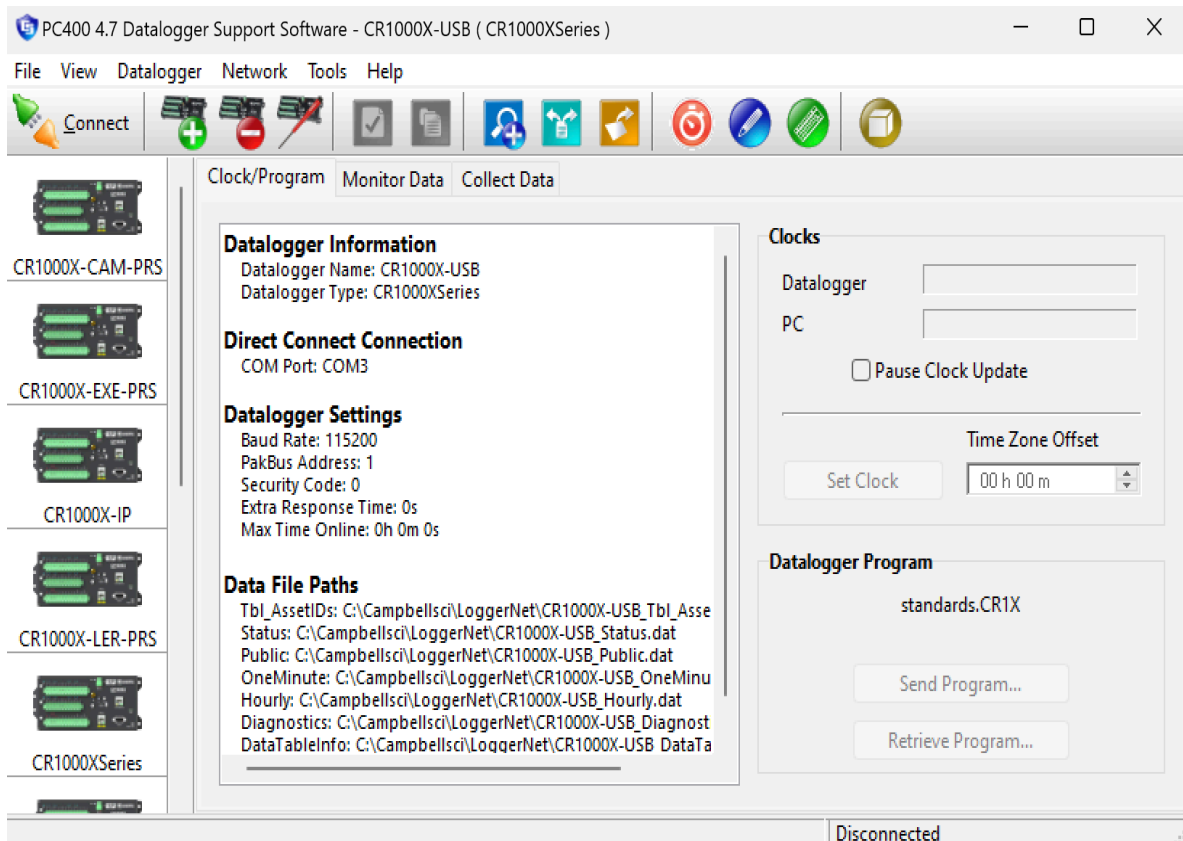 PC400 4.7 Datalogger Support Software - CR1000X-USB ( CR1000XSeries )
File View Datalogger Network Tools Help
Connect
CR1000X-CAM-PRS
CR1000X-EXE-PRS
CR1000X-IP
CR1000X-LER-PRS
CR1000XSeries
Clock/Program Monitor Data Collect Data
Datalogger Information
Datalogger Name: CR1000X-USB
Datalogger Type: CR1000XSeries
Direct Connect Connection
COM Port: COM3
Datalogger Settings
Baud Rate: 115200
PakBus Address: 1
Security Code: 0
Extra Response Time: 0s
Max Time Online: 0h 0m 0s
Data File Paths
Tbl_AssetIDs: C:\Campbellsci\LoggerNet\CR1000X-USB_Tbl_Asse
Status: C:\Campbellsci\LoggerNet\CR1000X-USB_Status.dat
Public: C:\Campbellsci\LoggerNet\CR1000X-USB_Public.dat
OneMinute: C:\Campbellsci\LoggerNet\CR1000X-USB_OneMinu
Hourly: C:\Campbellsci\LoggerNet\CR1000X-USB_Hourly.dat
Diagnostics: C:\Campbellsci\LoggerNet\CR1000X-USB_Diagnost
DataTableInfo: C:\Campbellsci\LoggerNet\CR1000X-USB_DataTa
Clocks
Datalogger
PC
Pause Clock Update
Time Zone Offset
Set Clock
00 h 00 m
Datalogger Program
standards.CR1X
Send Program...
Retrieve Program...
Disconnected